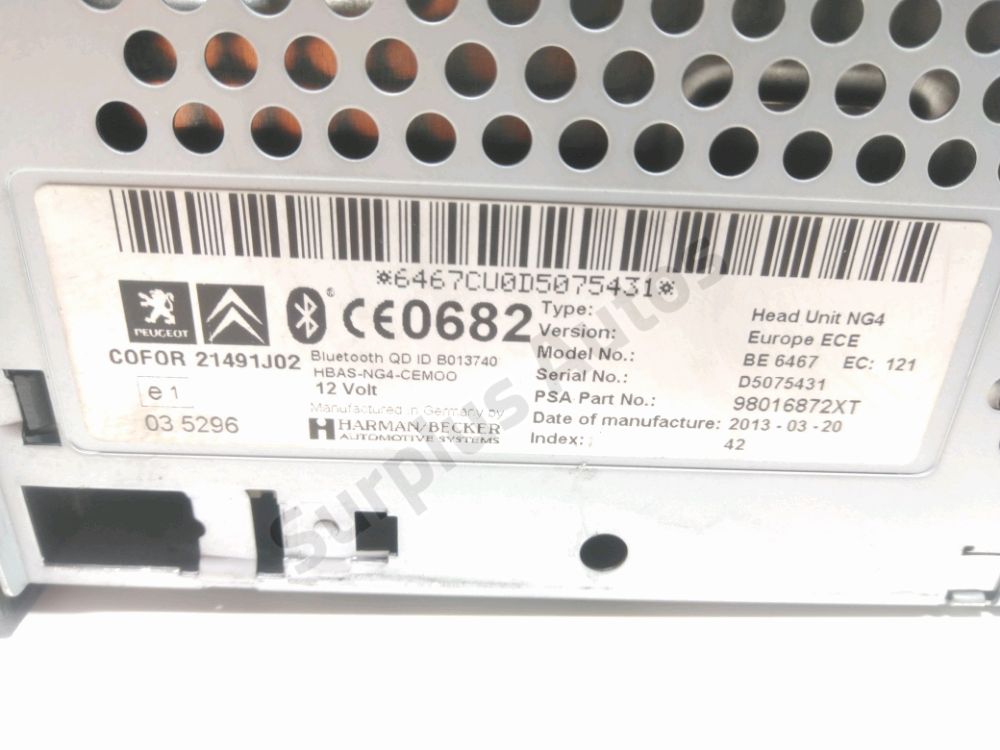 *6467CU0D5075431*
PEUGEOT
® CE0682
COFOR 21491J02
e1
03 5296
Bluetooth QD ID B013740
HBAS-NG4-CEMOO
12 Volt
Manufactured in Germany by
HARMAN/BECKER
AUTOMOTIVE SYSTEMS
Type: Head Unit NG4
Version: Europe ECE
Model No.: BE 6467 EC: 121
Serial No.: D5075431
PSA Part No.: 98016872XT
Date of manufacture: 2013 - 03 - 20
Index: 42
Surplus Autos